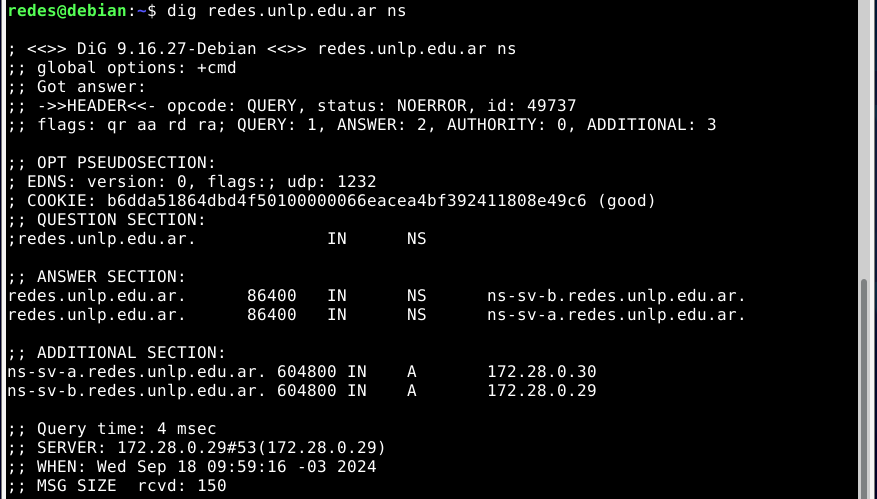 redes@debian:~$ dig redes.unlp.edu.ar ns
; <<>> DiG 9.16.27-Debian <<>> redes.unlp.edu.ar ns
;; global options: +cmd
;; Got answer:
;; ->>HEADER<<- opcode: QUERY, status: NOERROR, id: 49737
;; flags: qr aa rd ra; QUERY: 1, ANSWER: 2, AUTHORITY: 0, ADDITIONAL: 3
;; OPT PSEUDOSECTION:
; EDNS: version: 0, flags:; udp: 1232
; COOKIE: b6dda51864dbd4f50100000066eacea4bf392411808e49c6 (good)
;; QUESTION SECTION:
;redes.unlp.edu.ar. IN NS
;; ANSWER SECTION:
redes.unlp.edu.ar. 86400 IN NS ns-sv-b.redes.unlp.edu.ar.
redes.unlp.edu.ar. 86400 IN NS ns-sv-a.redes.unlp.edu.ar.
;; ADDITIONAL SECTION:
ns-sv-a.redes.unlp.edu.ar. 604800 IN A 172.28.0.30
ns-sv-b.redes.unlp.edu.ar. 604800 IN A 172.28.0.29
;; Query time: 4 msec
;; SERVER: 172.28.0.29#53(172.28.0.29)
;; WHEN: Wed Sep 18 09:59:16 -03 2024
;; MSG SIZE rcvd: 150